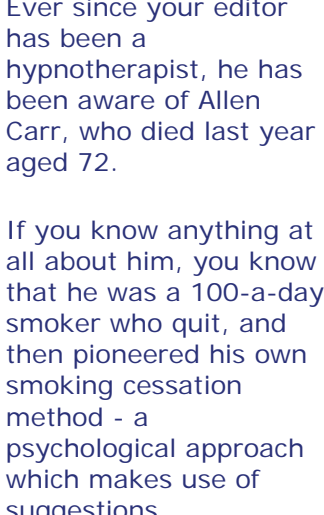 Ever since your editor
has been a
hypnotherapist, he has
been aware of Allen
Carr, who died last year
aged 72.
If you know anything at
all about him, you know
that he was a 100-a-day
smoker who quit, and
then pioneered his own
smoking cessation
method - a
psychological approach
which makes use of
suggestions